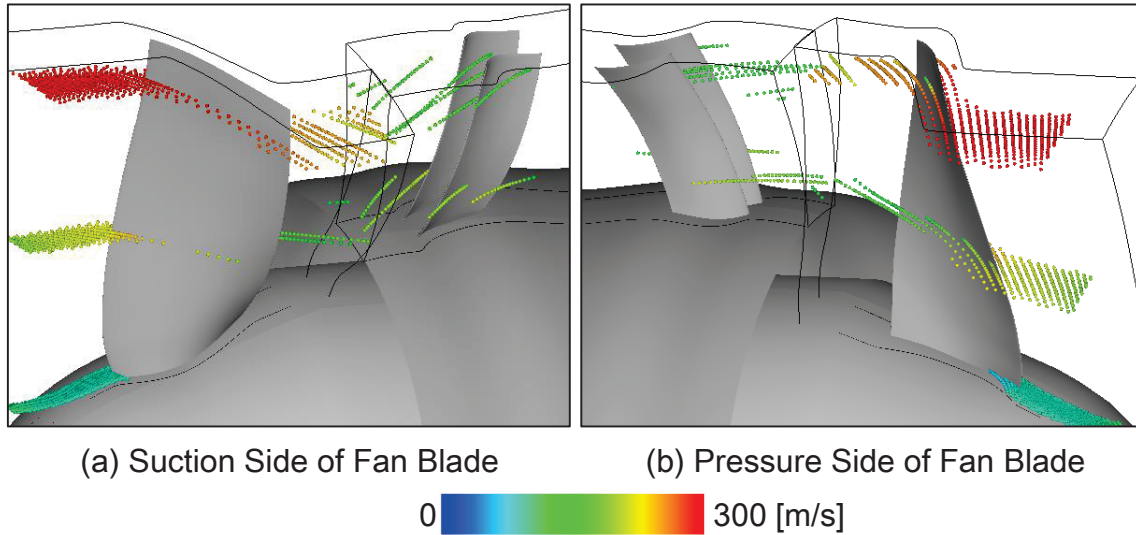 (a) Suction Side of Fan Blade
(b) Pressure Side of Fan Blade
0
300 [m/s]